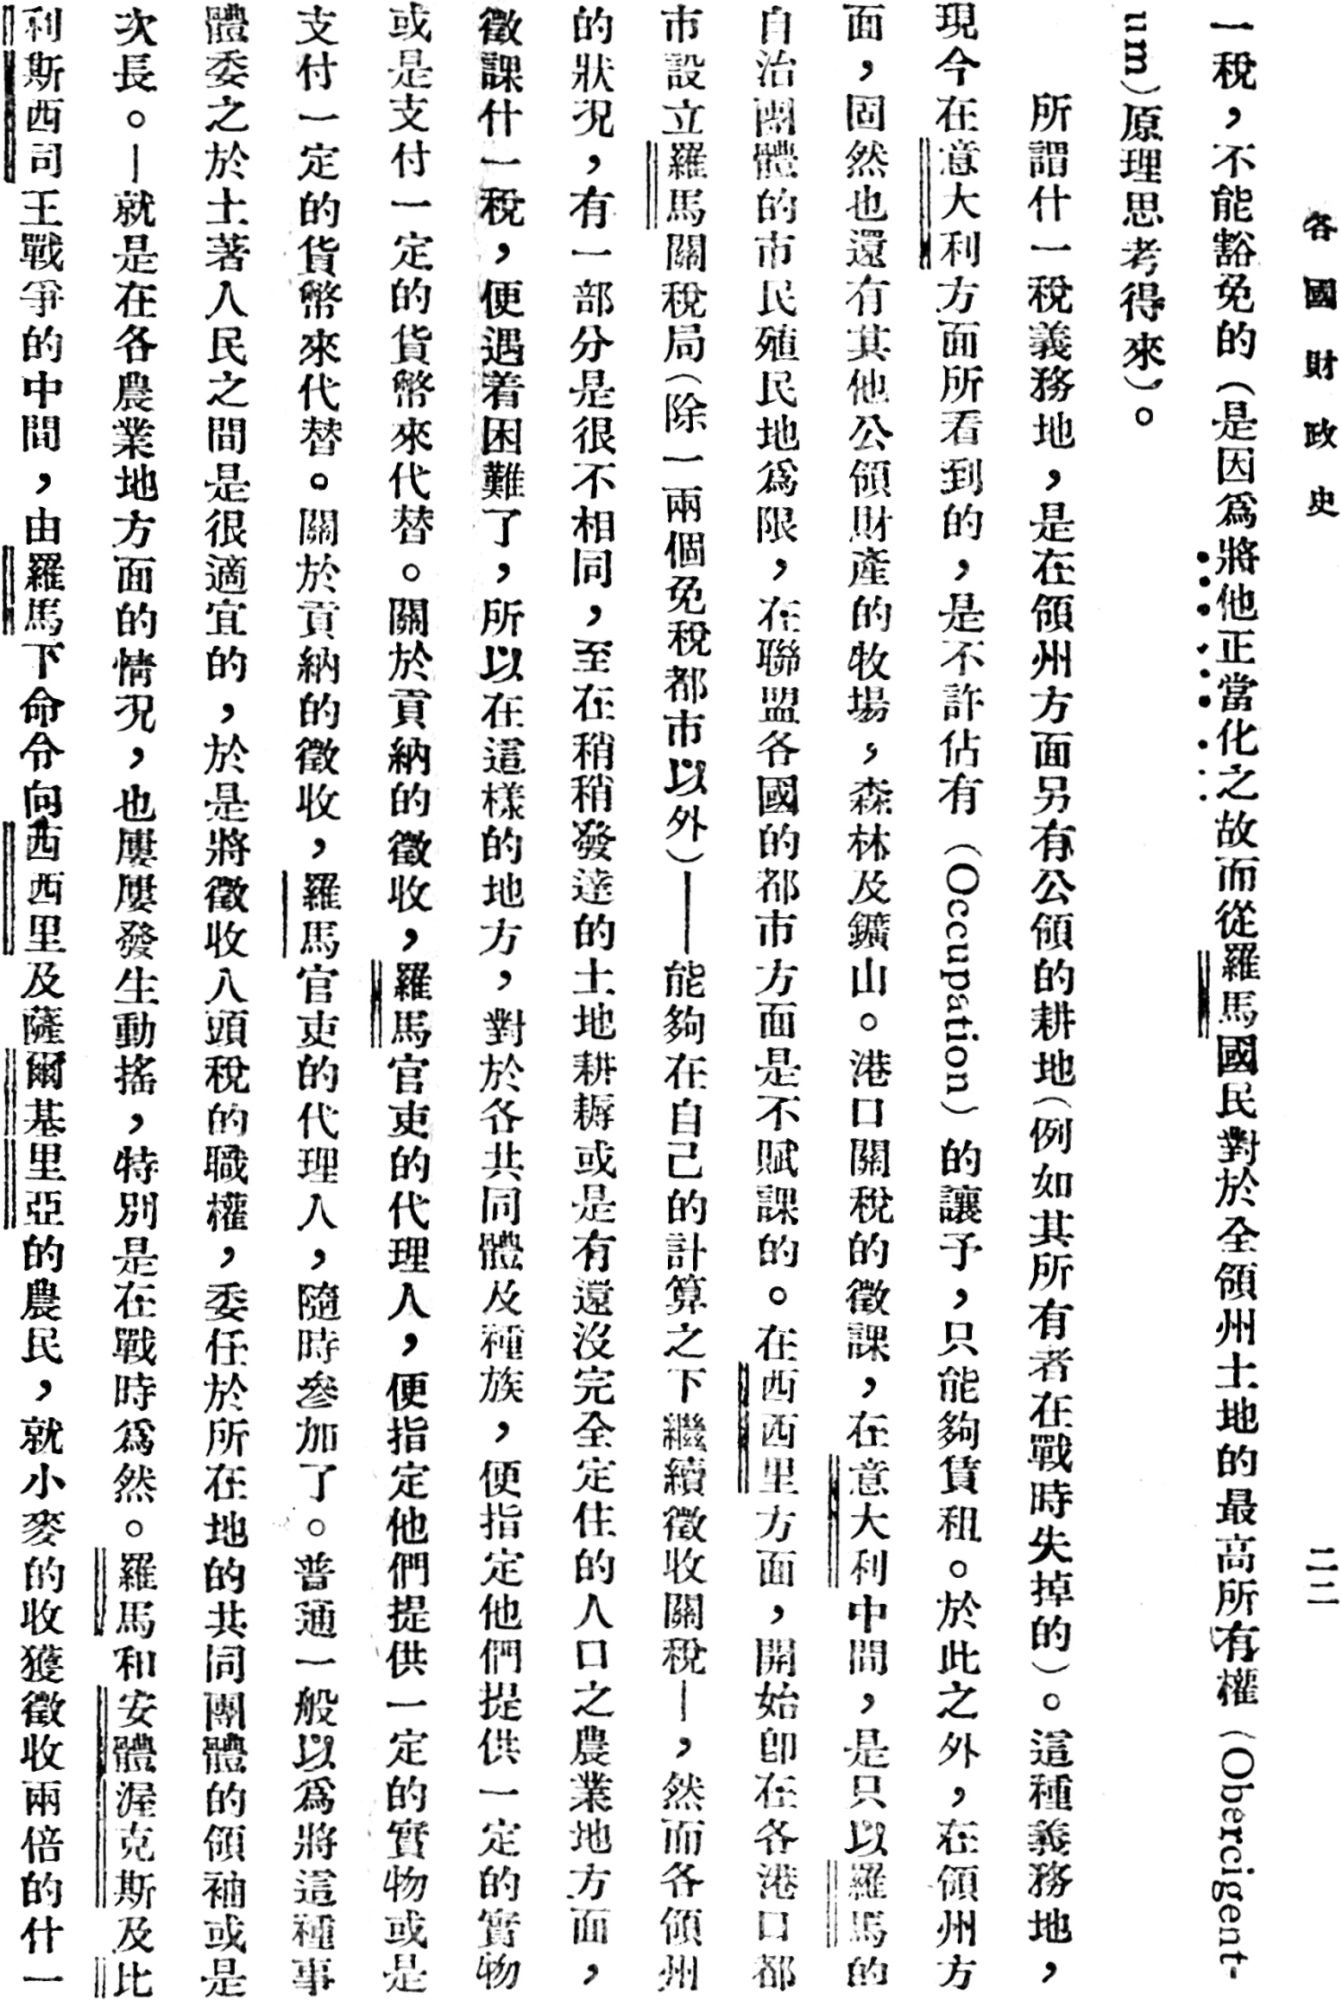 各國財政史
二二
一稅，不能豁免的（是因爲將他正當化之故而從羅馬國民對於全領州土地的最高所有權（Obercigent-
um）原理思考得來）。
所謂什一稅義務地，是在領州方面另有公領的耕地（例如其所有者在戰時失掉的）。這種義務地，
現今在意大利方面所看到的，是不許佔有（Occupation）的讓予，只能夠賃租。於此之外，在領州方
面，固然也還有其他公領財產的牧場，森林及鑛山。港口關稅的徵課，在意大利中間，是只以羅馬的
自治團體的市民殖民地爲限，在聯盟各國的都市方面是不賦課的。在西西里方面，開始卽在各港口都
市設立羅馬關稅局（除一兩個免稅都市以外）——能夠在自己的計算之下繼續徵收關稅—，然而各領州
的狀況，有一部分是很不相同，至在稍稍發達的土地耕耨或是有還沒完全定住的人口之農業地方面，
徵課什一稅，便遇着困難了，所以在這樣的地方，對於各共同體及種族，便指定他們提供一定的實物
或是支付一定的貨幣來代替。關於貢納的徵收，羅馬官吏的代理人，便指定他們提供一定的實物或是
支付一定的貨幣來代替。關於貢納的徵收，羅馬官吏的代理人，隨時參加了。普通一般以爲將這種事
體委之於土著人民之間是很適宜的，於是將徵收人頭稅的職權，委任於所在地的共同團體的領袖或是
次長。—就是在各農業地方面的情況，也屢屢發生動搖，特別是在戰時爲然。羅馬和安體渥克斯及比
利斯西司王戰爭的中間，由羅馬下命令向西西里及薩爾基里亞的農民，就小麥的收獲徵收兩倍的什一